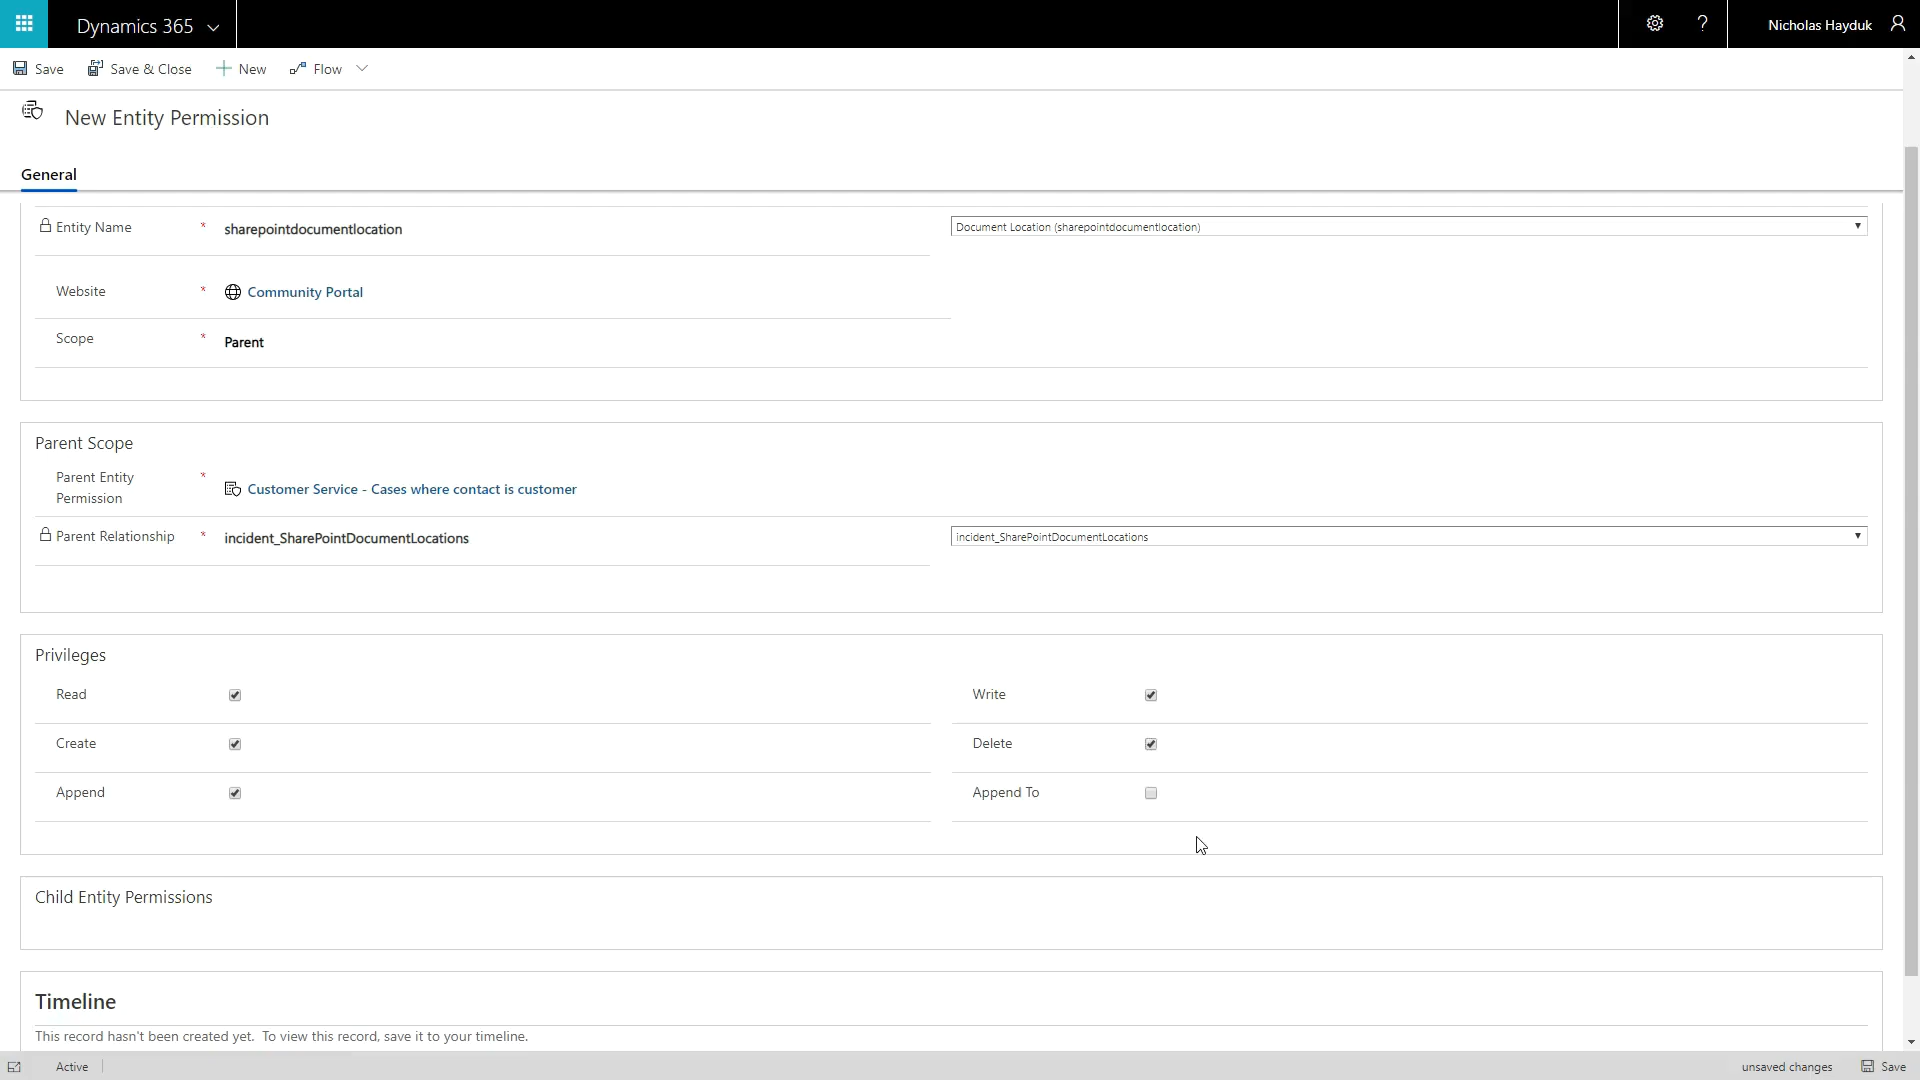 Dynamics 365
?
Nicholas Hayduk
Save
Save & Close
New
Flow
New Entity Permission
General
Entity Name * sharepointdocumentlocation
Document Location (sharepointdocumentlocation)
Website * Community Portal
Scope * Parent
Parent Scope
Parent Entity
Permission * Customer Service - Cases where contact is customer
Parent Relationship * incident_SharePointDocumentLocations
incident_SharePointDocumentLocations
Privileges
Read
Write
Create
Delete
Append
Append To
Child Entity Permissions
Timeline
This record hasn't been created yet. To view this record, save it to your timeline.
Active
unsaved changes
Save